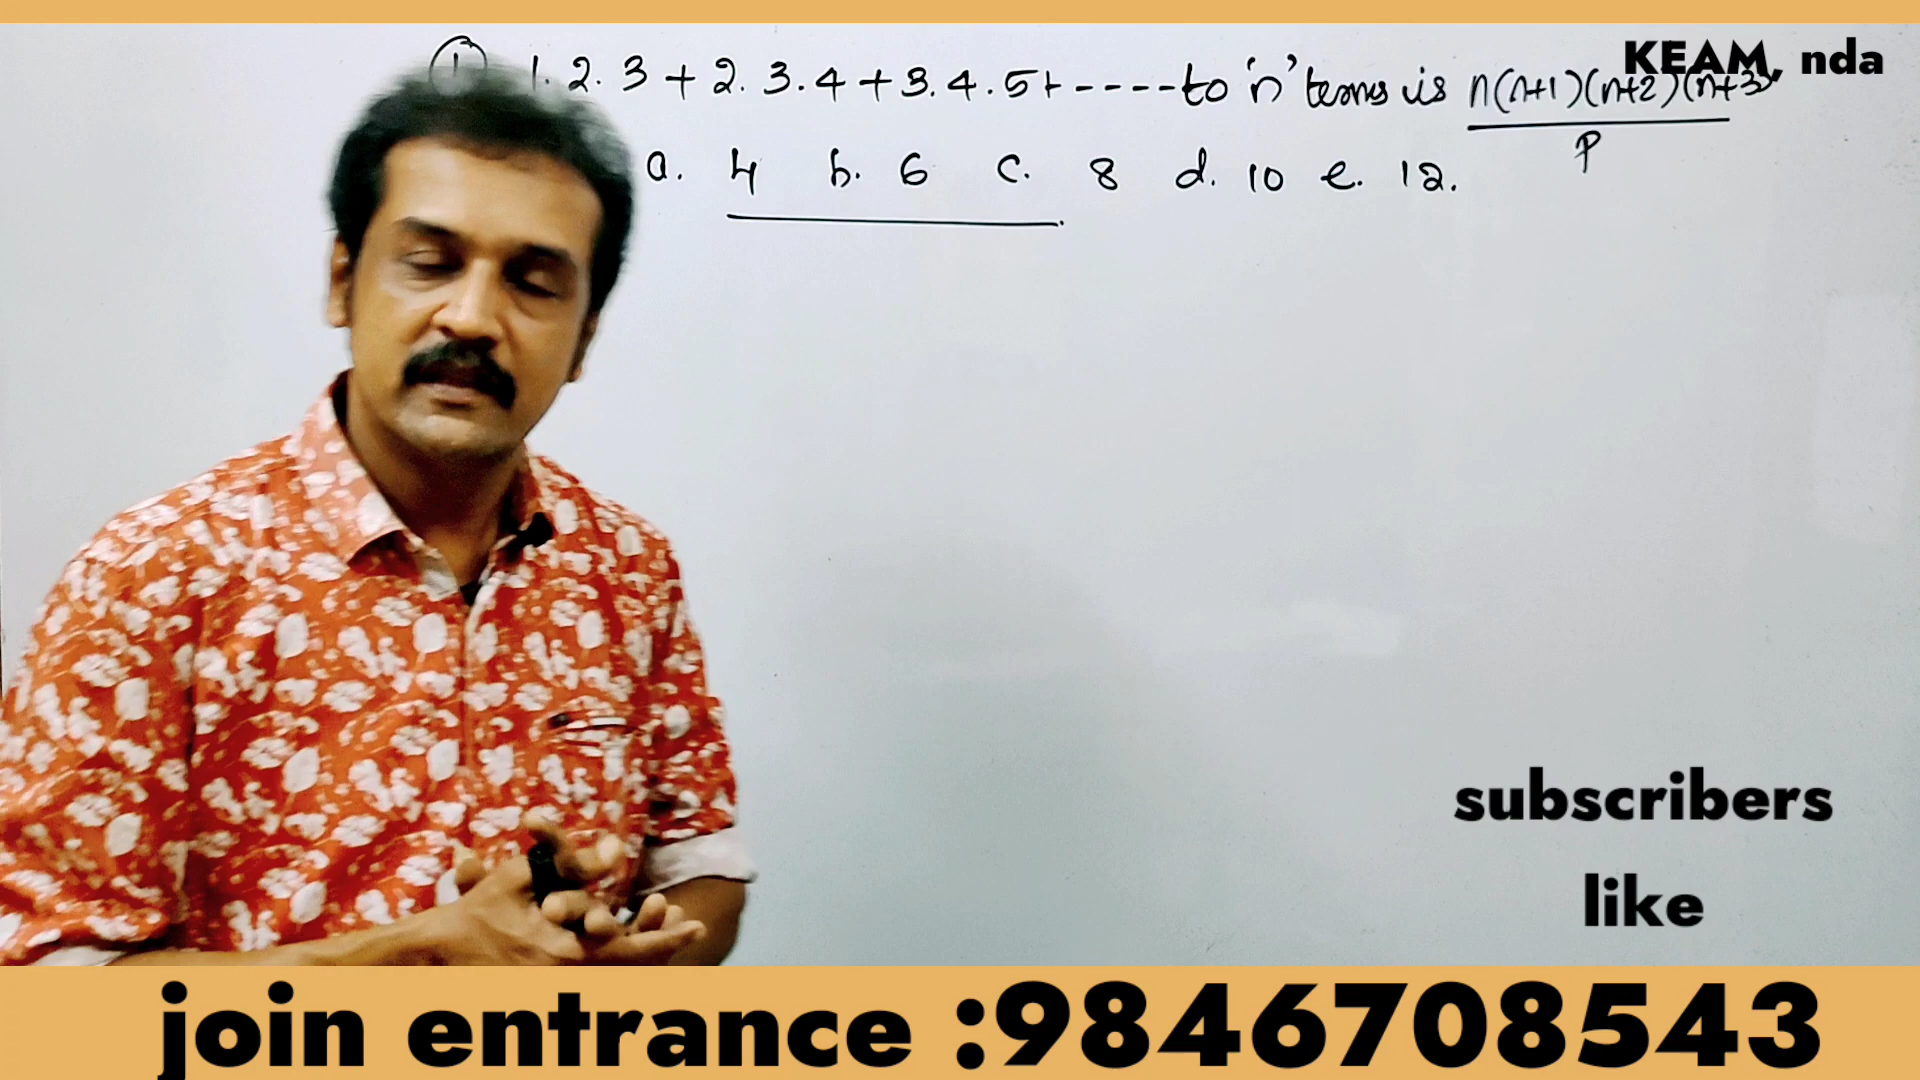 ① 1.2.3 + 2.3.4 + 3.4.5 + ---- to 'n' terms is n(n+1)(n+2)(n+3) / P
KEAM, nda
a. 4 b. 6 c. 8 d. 10 e. 12.
subscribers
like
join entrance :9846708543